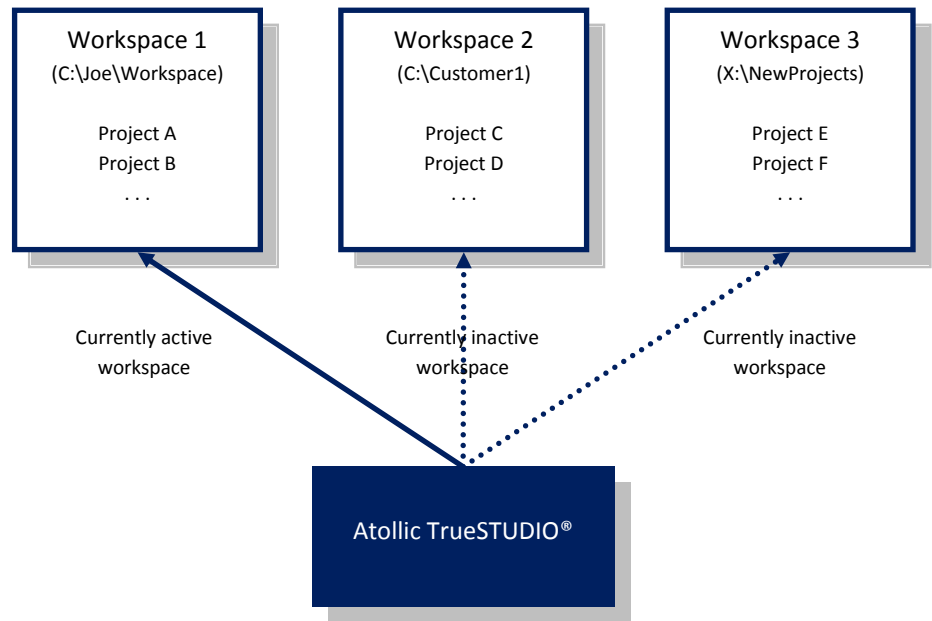 Workspace 1
(C:\Joe\Workspace)
Project A
Project B
. . .
Workspace 2
(C:\Customer1)
Project C
Project D
. . .
Workspace 3
(X:\NewProjects)
Project E
Project F
. . .
Currently active
workspace
Currently inactive
workspace
Currently inactive
workspace
Atollic TrueSTUDIO®